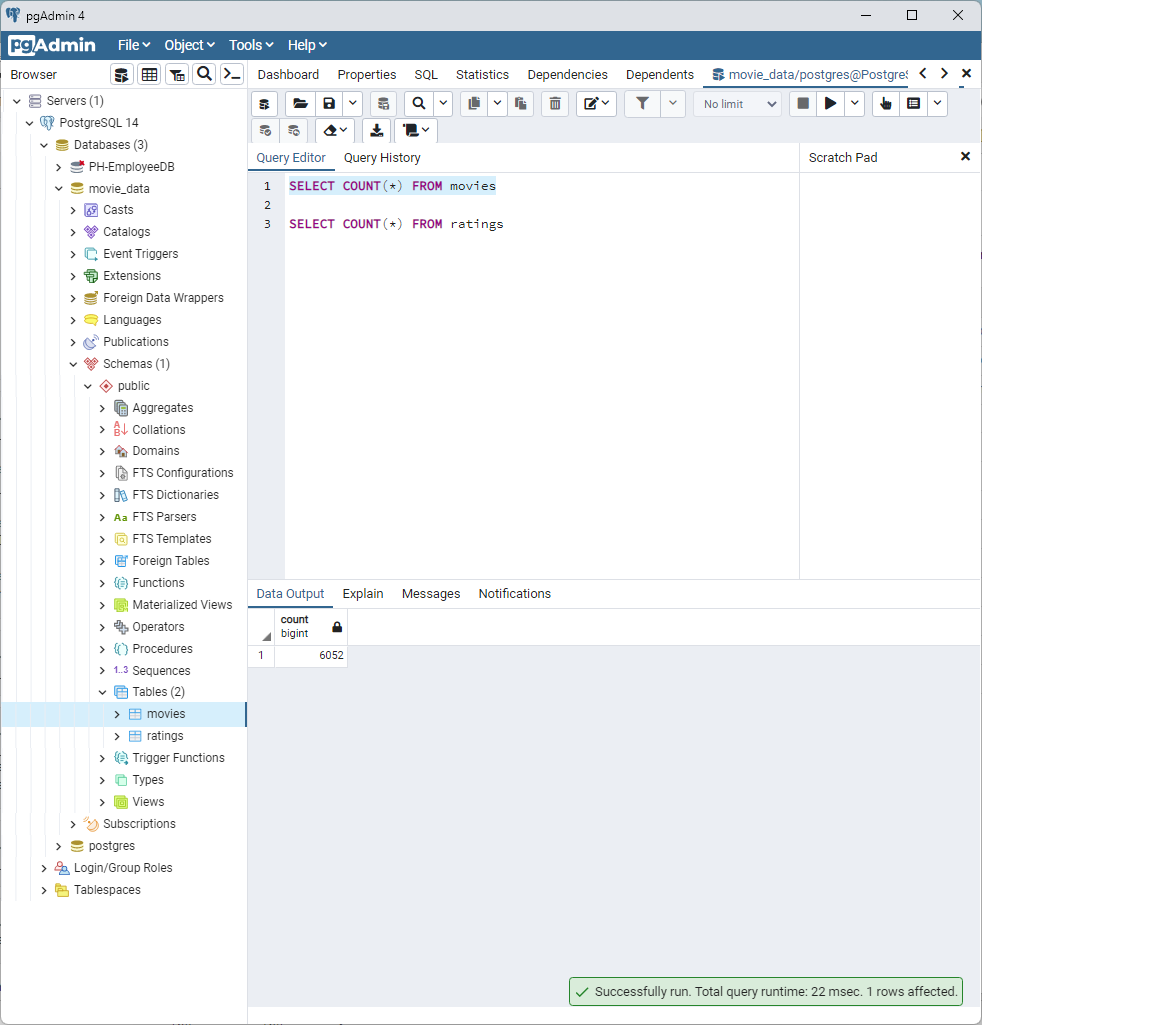 pgAdmin 4
pgAdmin File Object Tools Help
Browser
Dashboard Properties SQL Statistics Dependencies Dependents movie_data/postgres@PostgreS
No limit
Servers (1)
PostgreSQL 14
Databases (3)
PH-EmployeeDB
movie_data
Casts
Catalogs
Event Triggers
Extensions
Foreign Data Wrappers
Languages
Publications
Schemas (1)
public
Aggregates
Collations
Domains
FTS Configurations
FTS Dictionaries
Aa FTS Parsers
FTS Templates
Foreign Tables
Functions
Materialized Views
Operators
Procedures
1..3 Sequences
Tables (2)
movies
ratings
Trigger Functions
Types
Views
Subscriptions
postgres
Login/Group Roles
Tablespaces
Query Editor Query History
Scratch Pad
1 SELECT COUNT(*) FROM movies
2
3 SELECT COUNT(*) FROM ratings
Data Output Explain Messages Notifications
count
bigint
1 6052
Successfully run. Total query runtime: 22 msec. 1 rows affected.